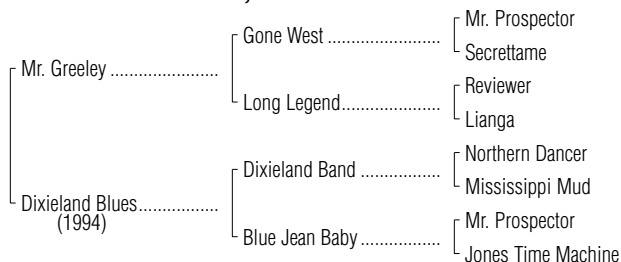 Mr. Prospector
Gone West ........................
Secrettame
Mr. Greeley ........................
Reviewer
Long Legend.....................
Lianga
Northern Dancer
Dixieland Band .................
Mississippi Mud
Dixieland Blues.................
(1994)
Mr. Prospector
Blue Jean Baby.................
Jones Time Machine